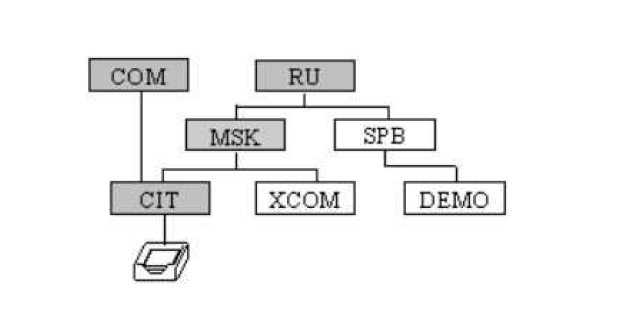 COM RU
MSK SPB
CIT XCOM DEMO